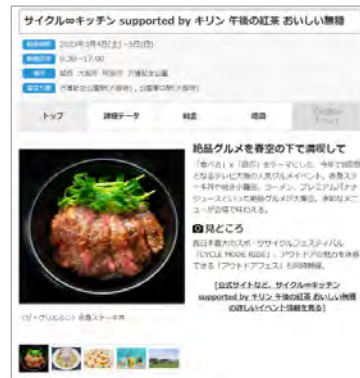 サイクル∞キッチン supported by キリン 午後の紅茶 おいしい無糖
2023年3月4日(土)～5日(日)
9:30～17:00
関西 大阪府 吹田市 万博記念公園
万博記念公園駅(大阪府)、公園東口駅(大阪府)
トップ
詳細データ
地図
絶品グルメを春空の下で満喫して
「食べる」×「遊ぶ」をテーマにした、今年で8回目
となるテレビ大阪の人気グルメイベント。赤身ステ
ーキ丼や焼き小籠包、ラーメン、プレミアムバナナ
ジュースといった絶品グルメが大集合。多彩なメニ
ューが会場で味わえる。
見どころ
西日本最大のスポーツサイクルフェスティバル
「CYCLE MODE RIDE」、アウトドアの魅力を体感
できる「アウトドアフェス」も同時開催。
[公式サイトなど、サイクル∞キッチン
supported by キリン 午後の紅茶 おいしい無糖
の詳しいイベント情報を見る]
赤身ステーキ丼